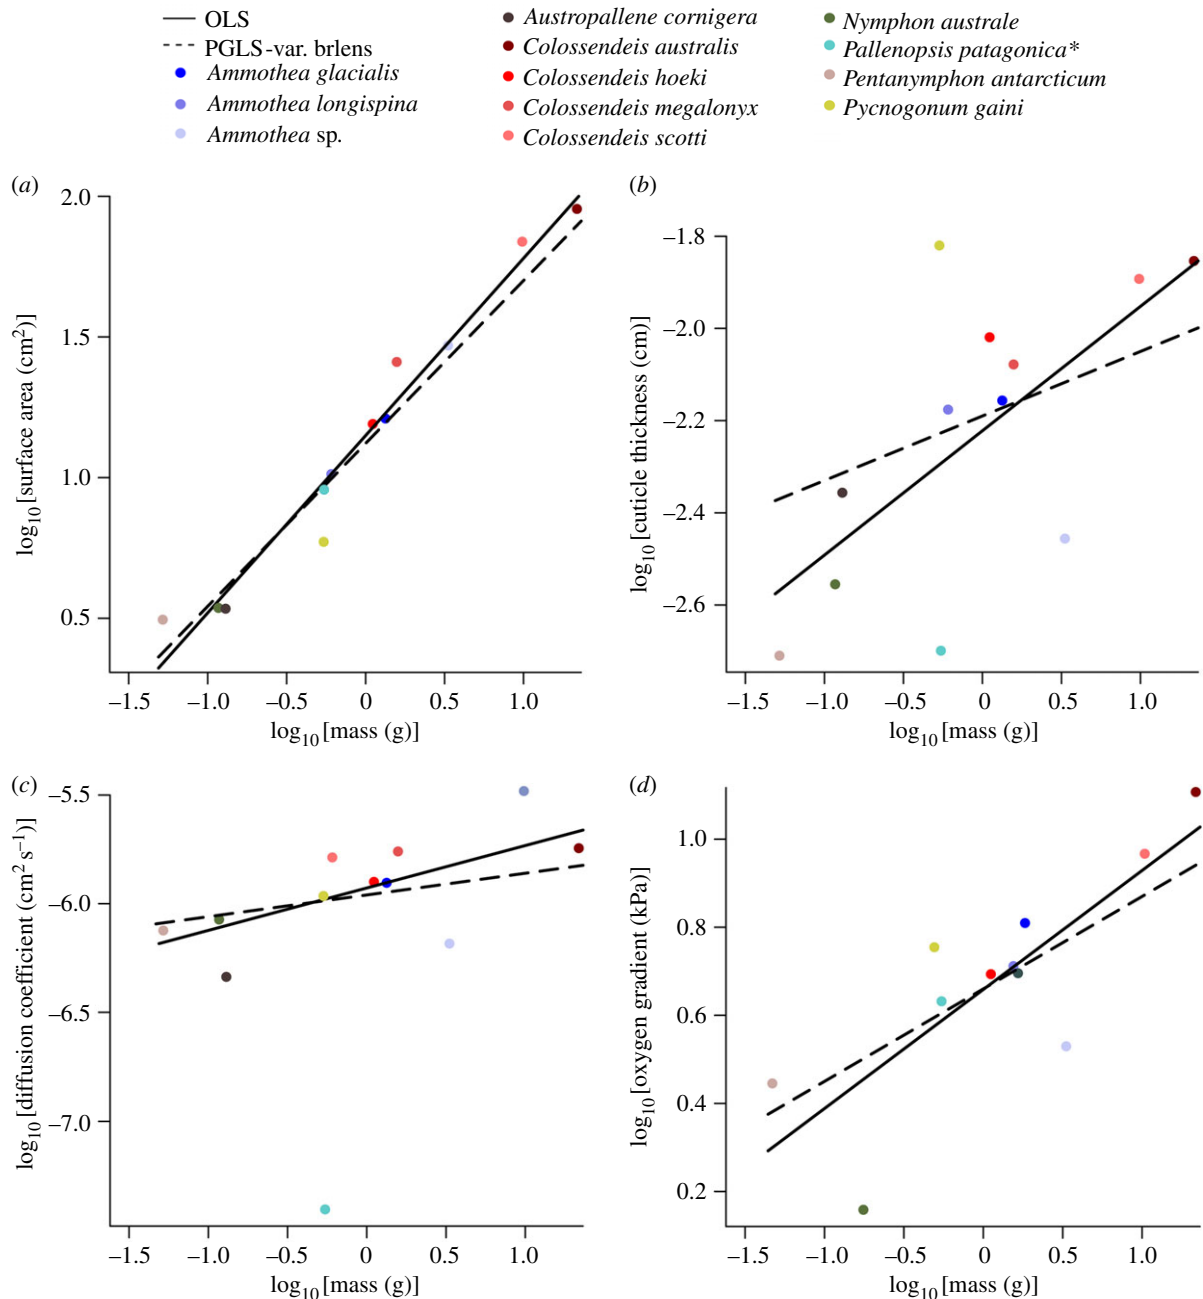 OLS
PGLS-var. brlens
Ammothea glacialis
Ammothea longispina
Ammothea sp.
Austropallene cornigera
Colossendeis australis
Colossendeis hoeki
Colossendeis megalonyx
Colossendeis scotti
Nymphon australe
Pallenopsis patagonica*
Pentanymphon antarcticum
Pycnogonum gaini
(a)
log10[surface area (cm2)]
2.0
1.5
1.0
0.5
–1.5 –1.0 –0.5 0 0.5 1.0
log10[mass (g)]
(b)
log10[cuticle thickness (cm)]
–1.8
–2.0
–2.2
–2.4
–2.6
–1.5 –1.0 –0.5 0 0.5 1.0
log10[mass (g)]
(c)
log10[diffusion coefficient (cm2 s–1)]
–5.5
–6.0
–6.5
–7.0
–1.5 –1.0 –0.5 0 0.5 1.0
log10[mass (g)]
(d)
log10[oxygen gradient (kPa)]
1.0
0.8
0.6
0.4
0.2
–1.5 –1.0 –0.5 0 0.5 1.0
log10[mass (g)]